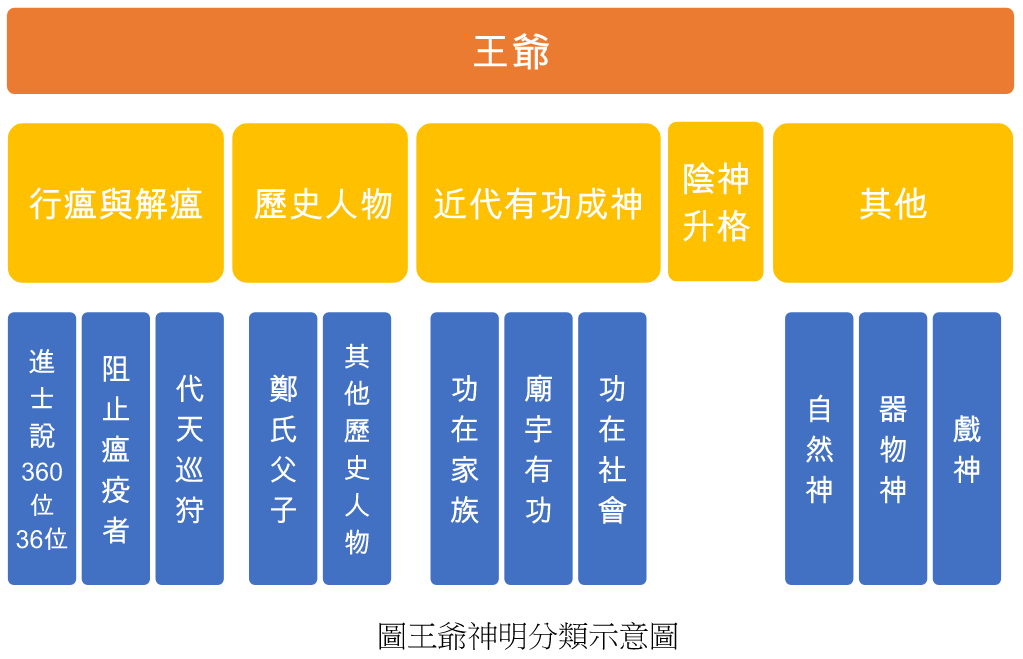 王爺
行瘟與解瘟
歷史人物
近代有功成神
陰神
升格
其他
進士說
360
位
36位
阻止瘟疫者
代天巡狩
鄭氏父子
其他歷史人物
功在家族
廟宇有功
功在社會
自然神
器物神
戲神
圖王爺神明分類示意圖